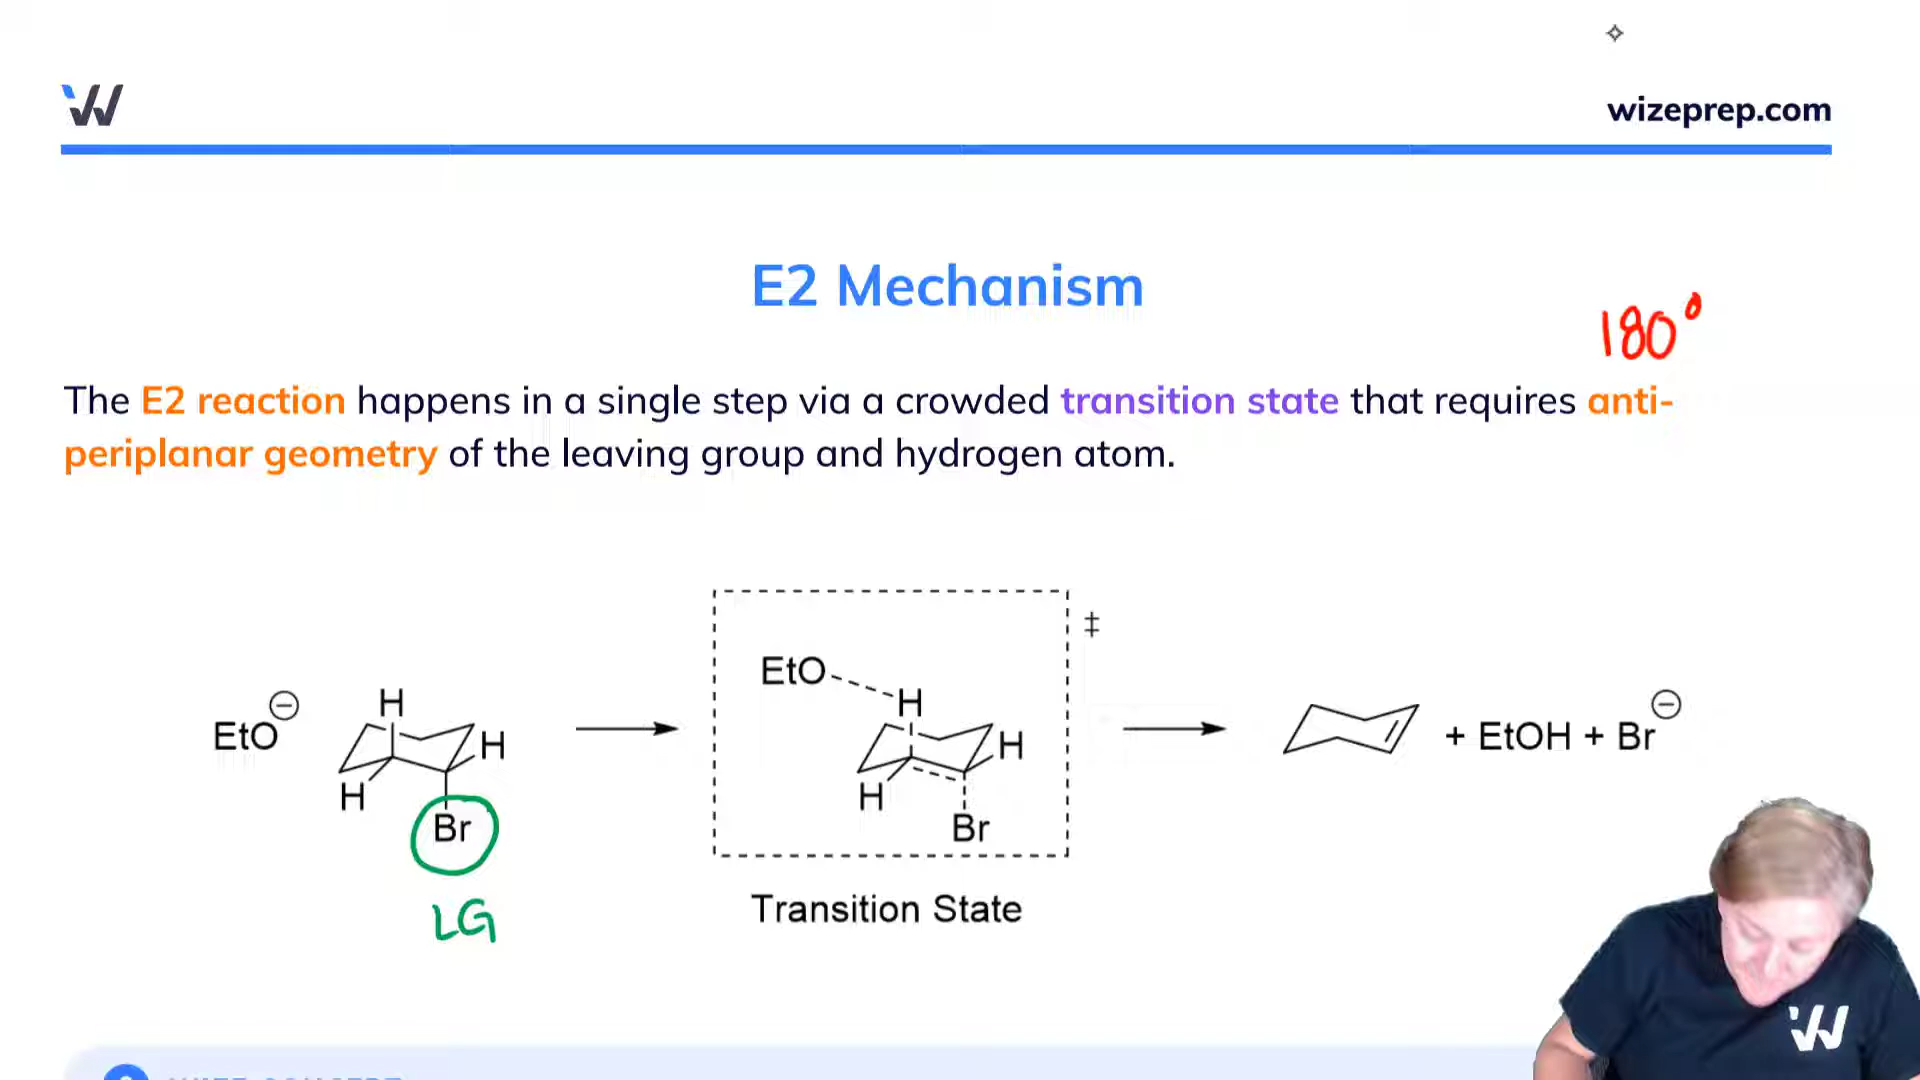 wizeprep.com
E2 Mechanism
180°
The E2 reaction happens in a single step via a crowded transition state that requires anti-
periplanar geometry of the leaving group and hydrogen atom.
EtO⊖ H H H Br
LG
EtO H H H Br ‡
Transition State
+ EtOH + Br⊖
W